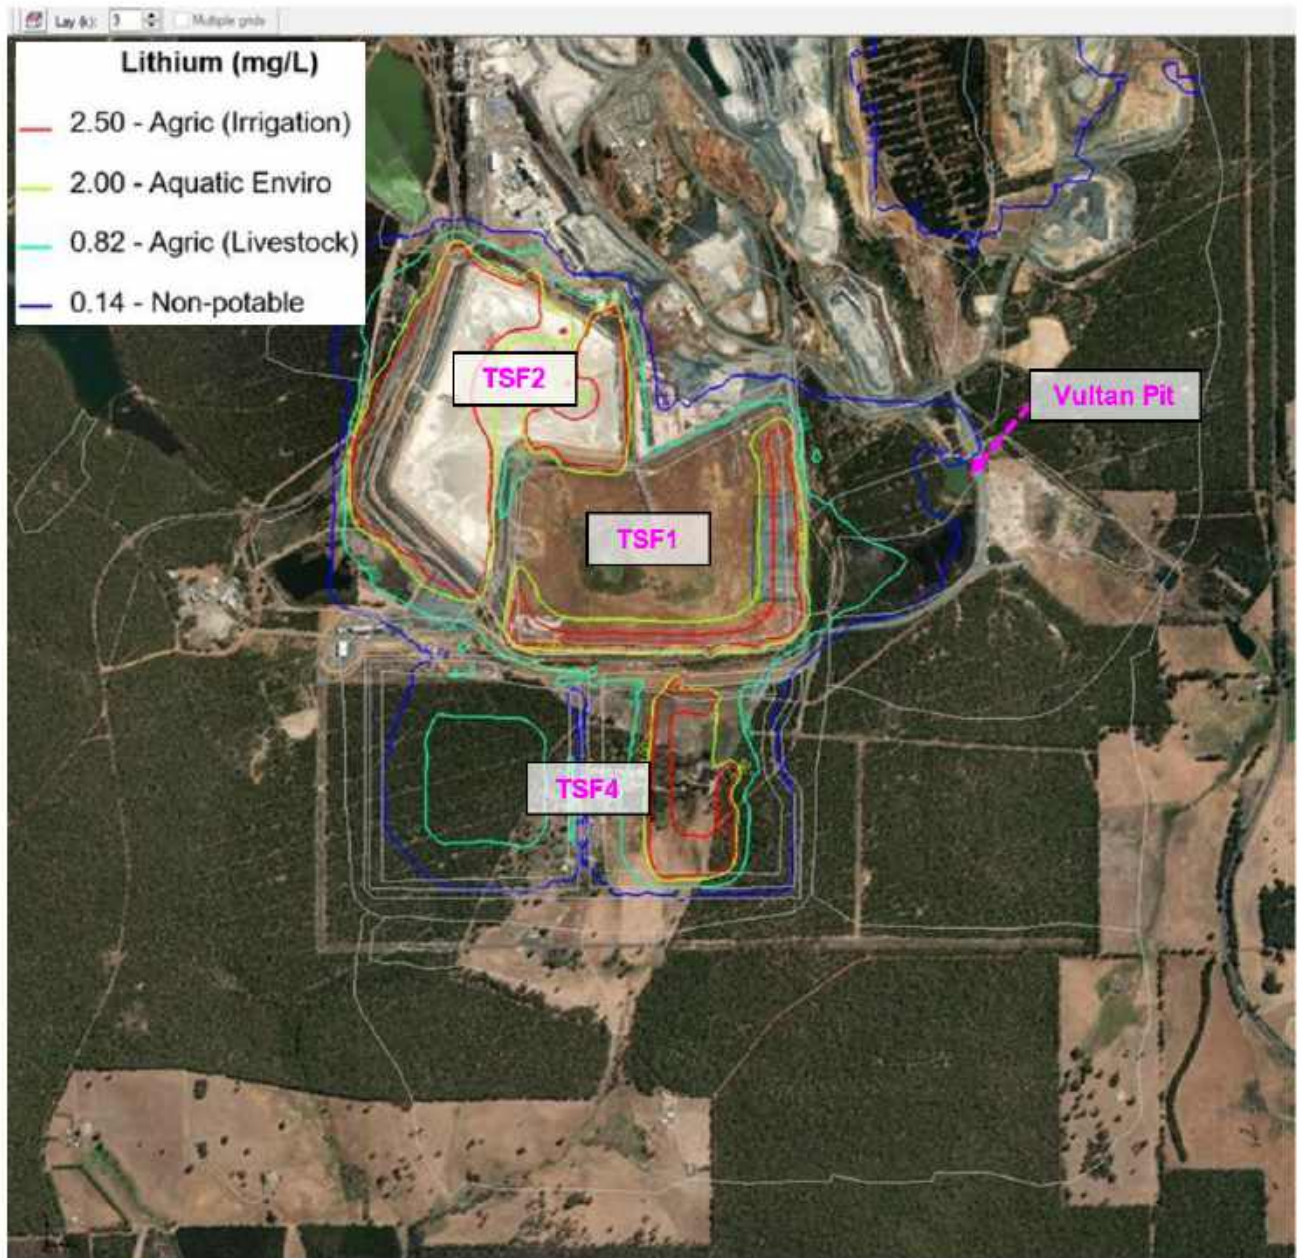 Lay (k): 3 Multiple grids
Lithium (mg/L)
2.50 - Agric (Irrigation)
2.00 - Aquatic Enviro
0.82 - Agric (Livestock)
0.14 - Non-potable
TSF2
Vultan Pit
TSF1
TSF4